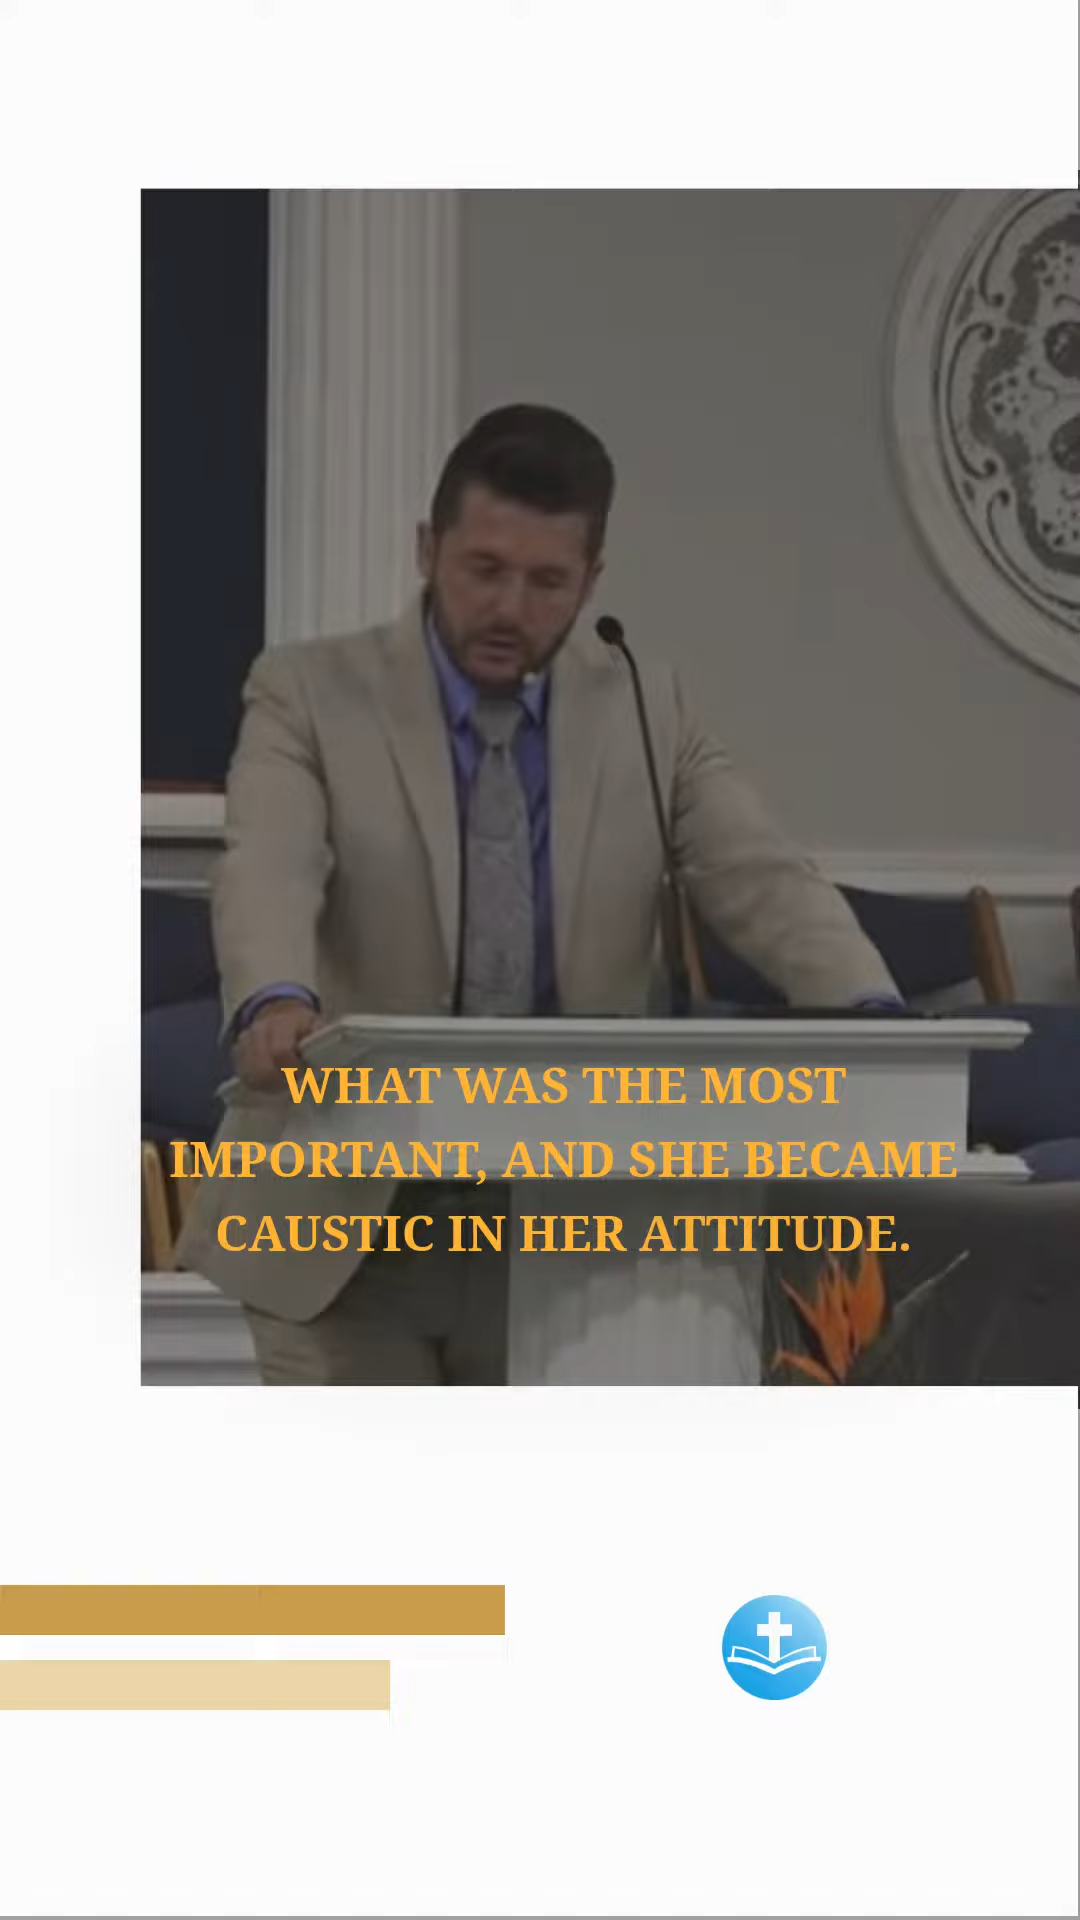 WHAT WAS THE MOST
IMPORTANT, AND SHE BECAME
CAUSTIC IN HER ATTITUDE.